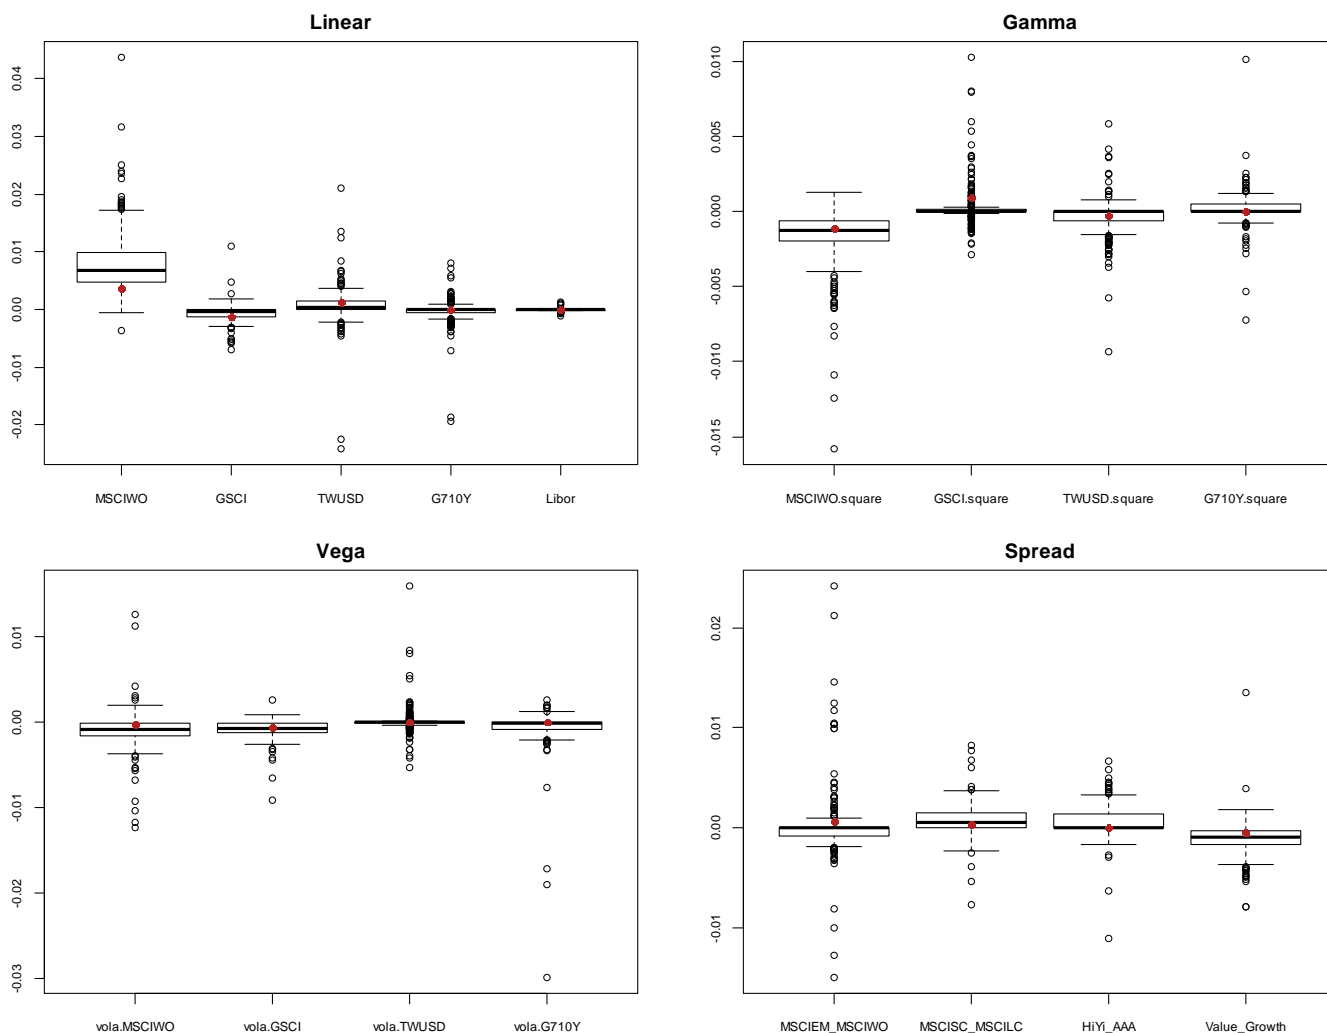 Linear
0.04
0.03
0.02
0.01
0.00
-0.01
-0.02
MSCIWO GSCI TWUSD G710Y Libor
Gamma
0.010
0.005
0.000
-0.005
-0.010
-0.015
MSCIWO.square GSCI.square TWUSD.square G710Y.square
Vega
0.01
0.00
-0.01
-0.02
-0.03
vola.MSCIWO vola.GSCI vola.TWUSD vola.G710Y
Spread
0.02
0.01
0.00
-0.01
MSCIEM_MSCIWO MSCISC_MSCILC HiYi_AAA Value_Growth